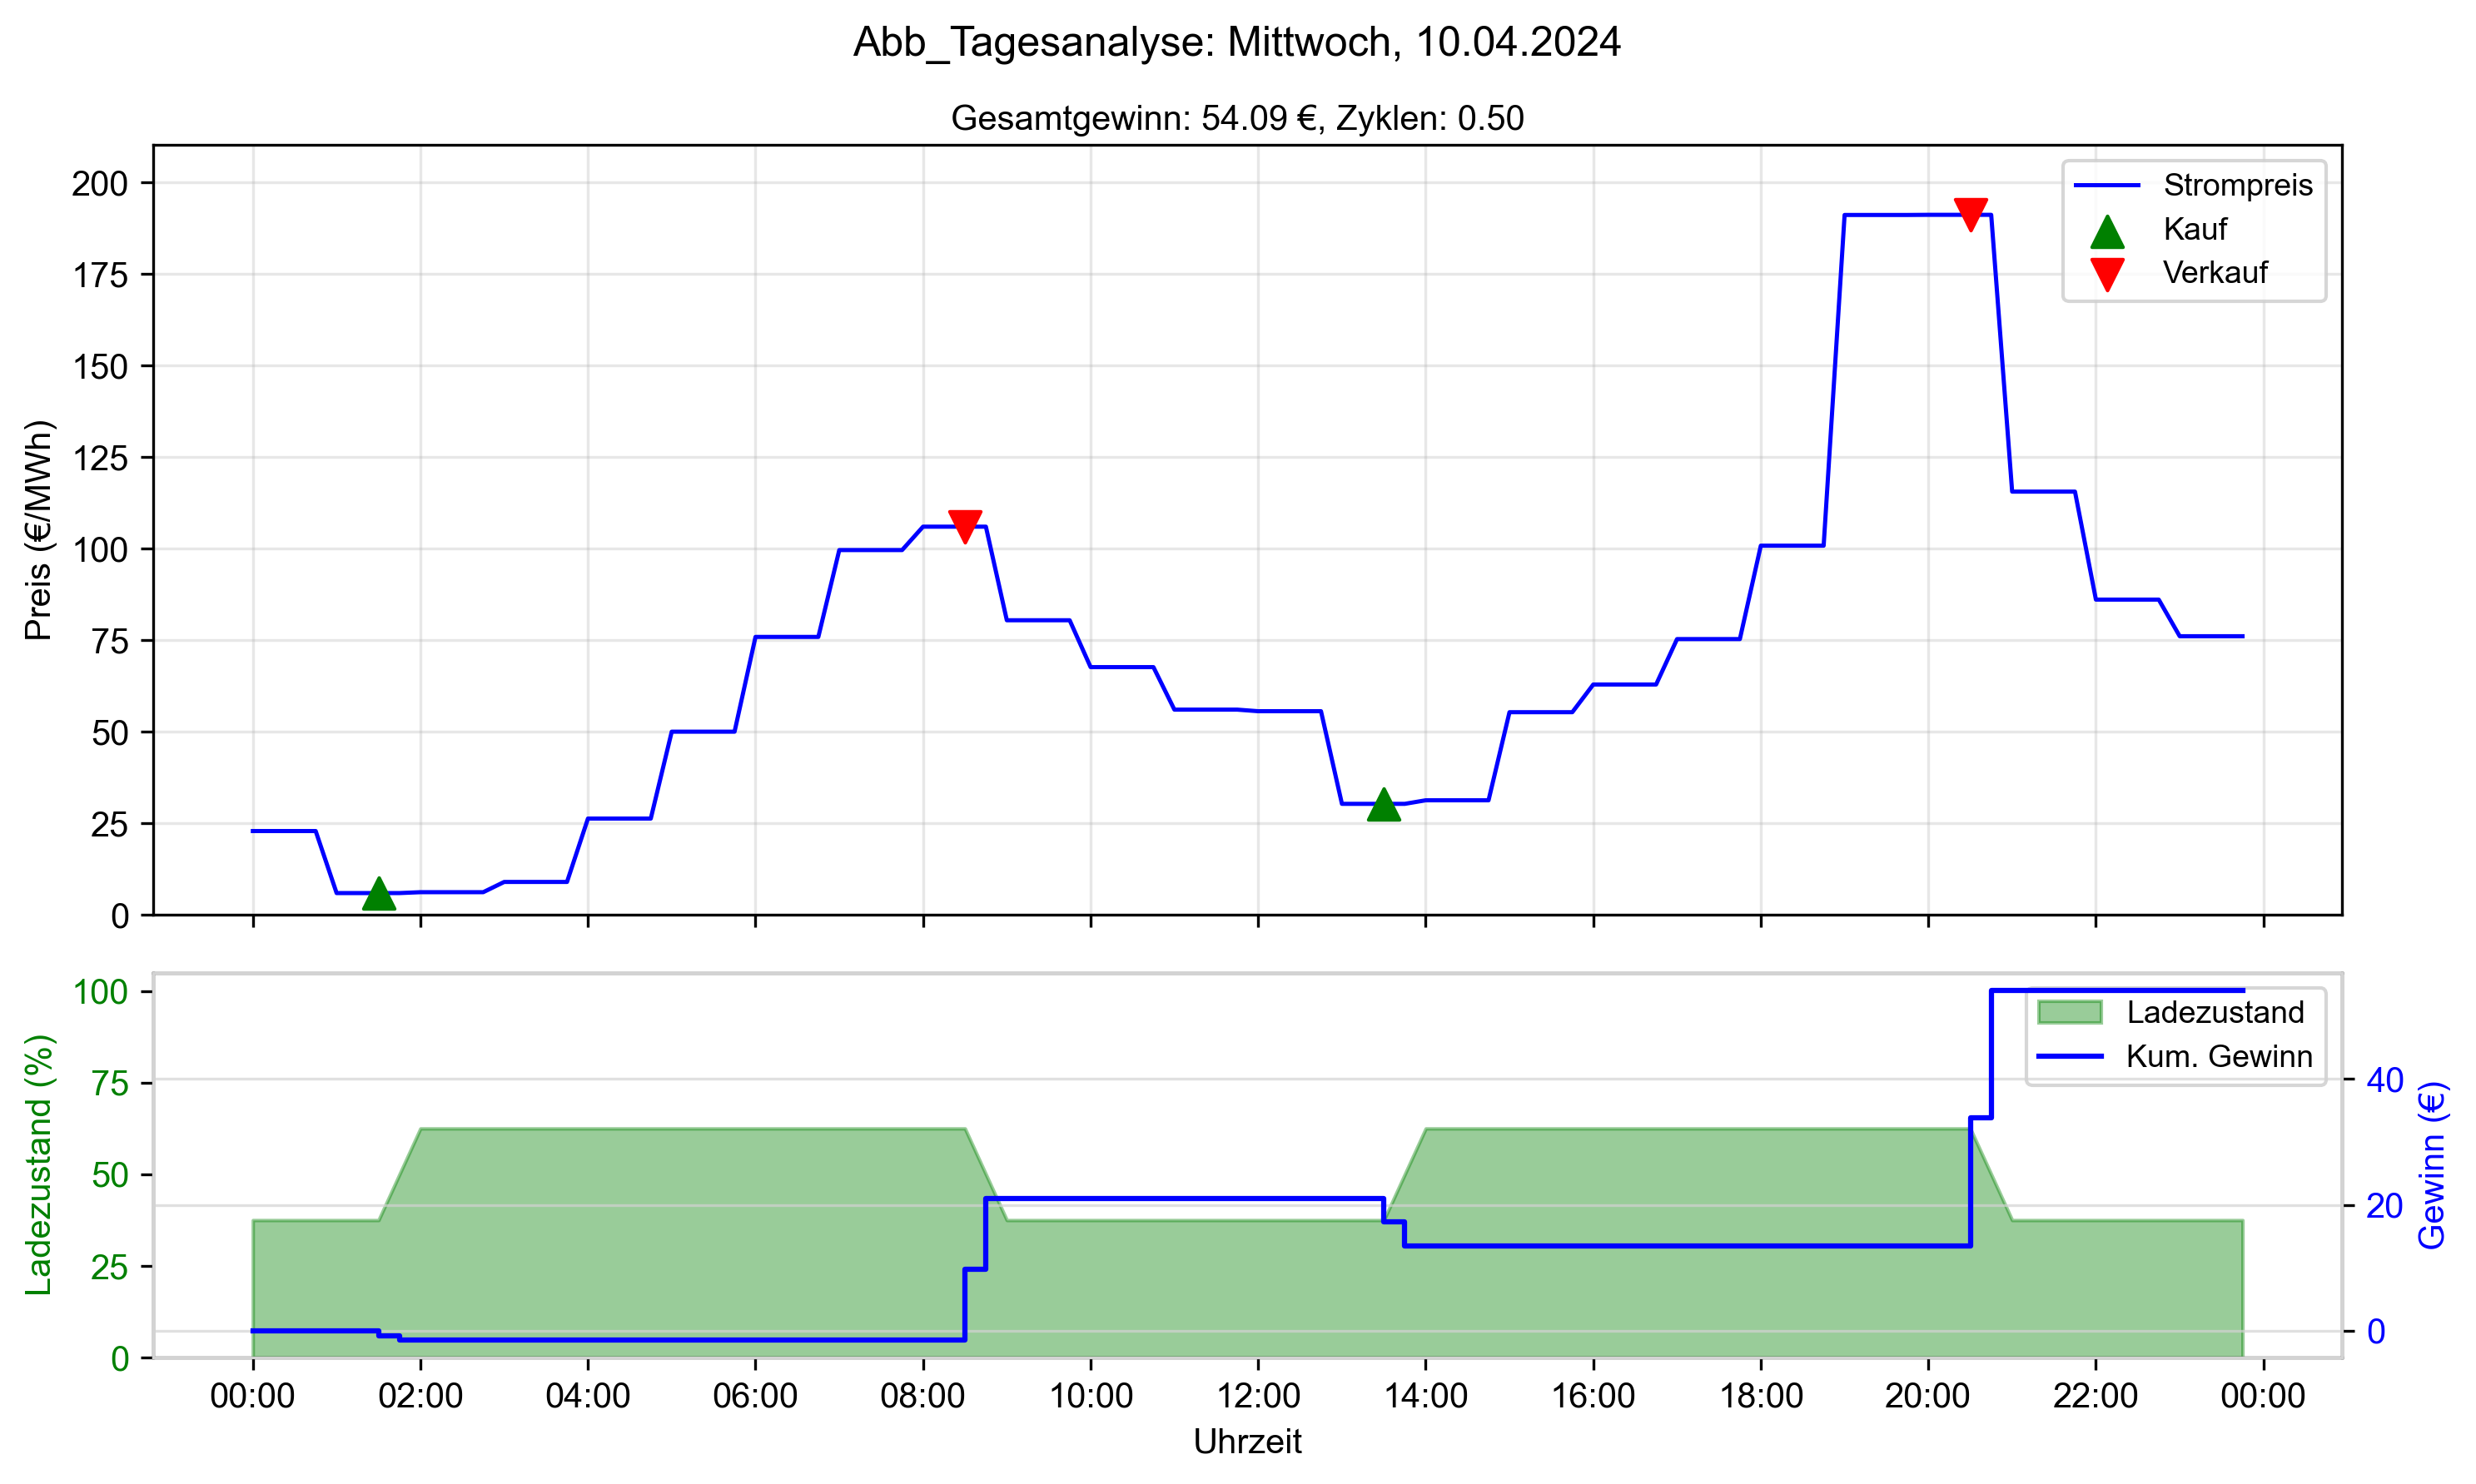 Abb_Tagesanalyse: Mittwoch, 10.04.2024
Gesamtgewinn: 54.09 €, Zyklen: 0.50
Preis (€/MWh)
200
175
150
125
100
75
50
25
0
Strompreis
Kauf
Verkauf
Ladezustand (%)
100
75
50
25
0
Ladezustand
Kum. Gewinn
40
20
0
Gewinn (€)
00:00 02:00 04:00 06:00 08:00 10:00 12:00 14:00 16:00 18:00 20:00 22:00 00:00
Uhrzeit